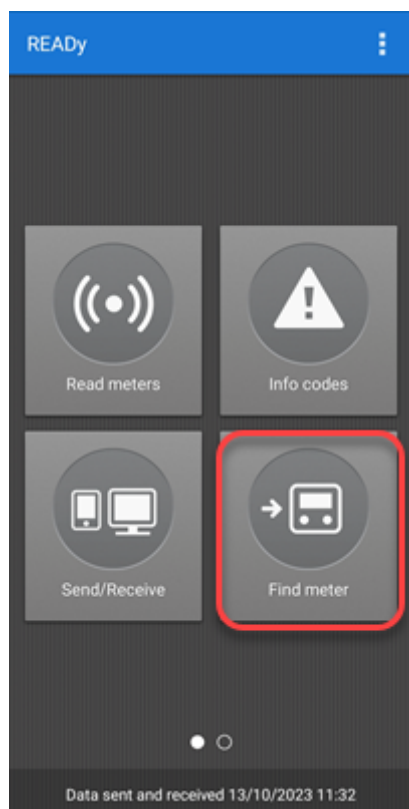 READy
Read meters
Info codes
Send/Receive
Find meter
Data sent and received 13/10/2023 11:32